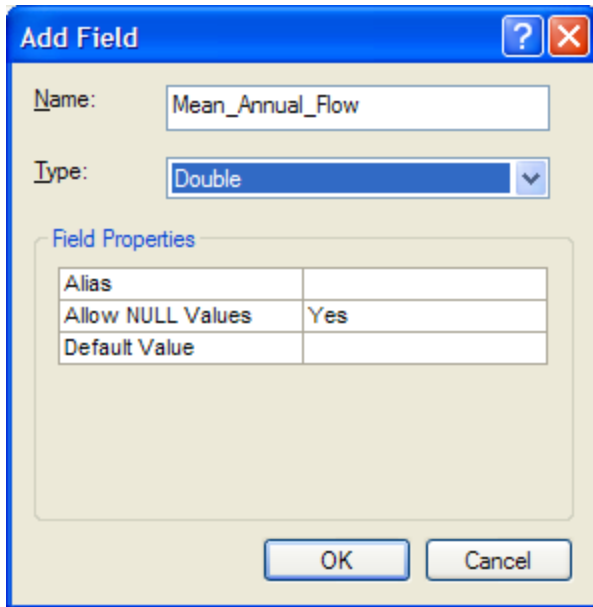 Add Field
Name: Mean_Annual_Flow
Type: Double
Field Properties
Alias
Allow NULL Values Yes
Default Value
OK Cancel